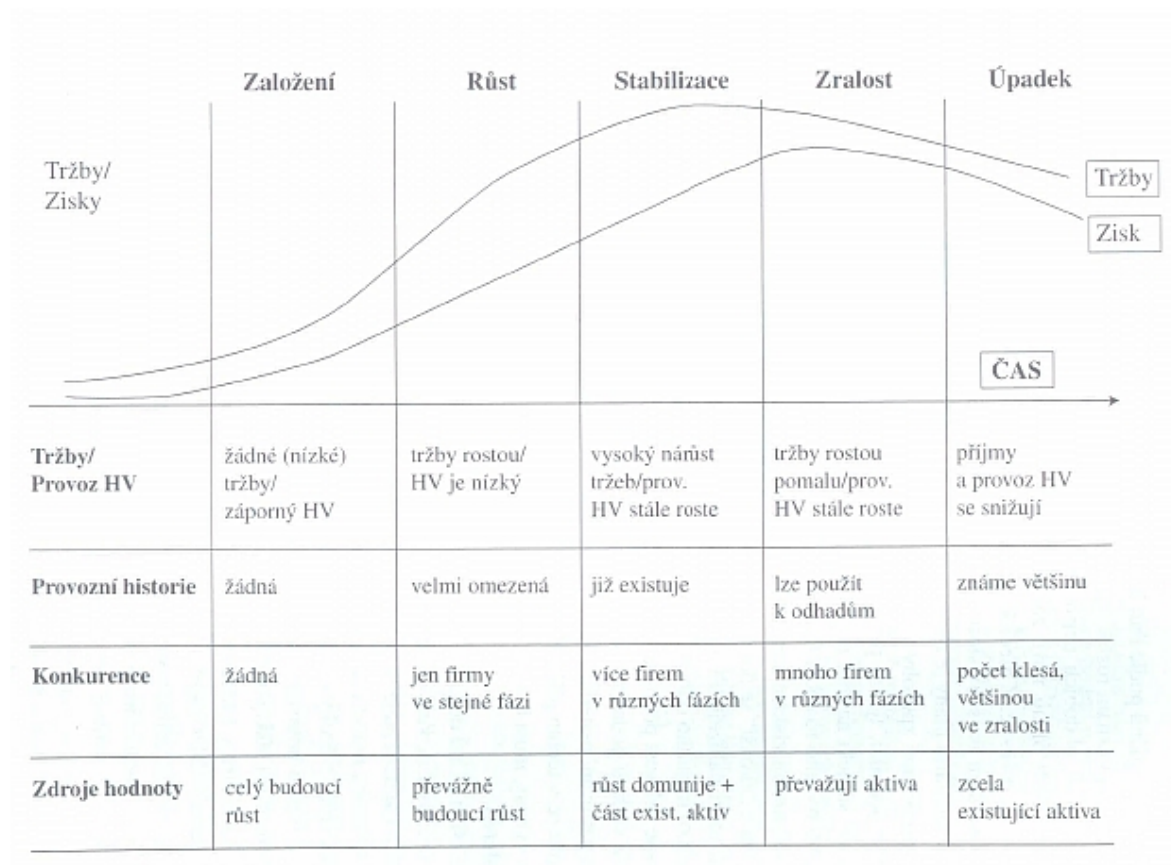 Založení Růst Stabilizace Zralost Úpadek
Tržby/
Zisky
Tržby
Zisk
ČAS
Tržby/
Provoz HV
žádné (nízké)
tržby/
záporný HV
tržby rostou/
HV je nízký
vysoký nárůst
tržeb/prov.
HV stále roste
tržby rostou
pomalu/prov.
HV stále roste
příjmy
a provoz HV
se snižují
Provozní historie
žádná
velmi omezená
již existuje
lze použít
k odhadům
známe většinu
Konkurence
žádná
jen firmy
ve stejné fázi
více firem
v různých fázích
mnoho firem
v různých fázích
počet klesá,
většinou
ve zralosti
Zdroje hodnoty
celý budoucí
růst
převážně
budoucí růst
růst domunije +
část exist. aktiv
převažují aktiva
zcela
existující aktiva